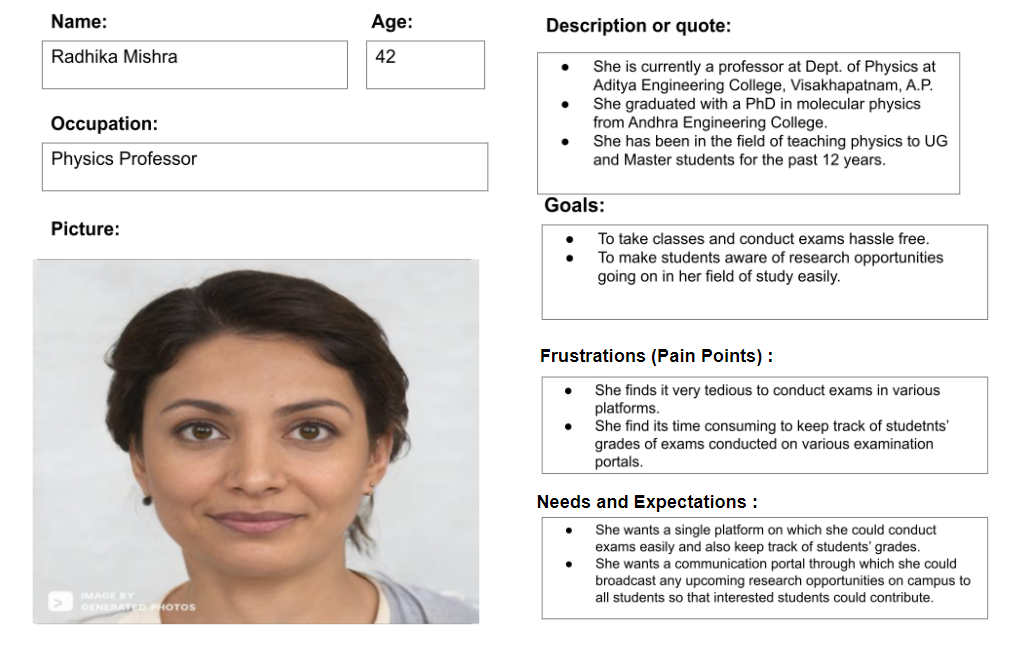 Name:
Radhika Mishra
Age:
42
Occupation:
Physics Professor
Picture:
IMAGE BY
GENERATED.PHOTOS
Description or quote:
● She is currently a professor at Dept. of Physics at
Aditya Engineering College, Visakhapatnam, A.P.
● She graduated with a PhD in molecular physics
from Andhra Engineering College.
● She has been in the field of teaching physics to UG
and Master students for the past 12 years.
Goals:
● To take classes and conduct exams hassle free.
● To make students aware of research opportunities
going on in her field of study easily.
Frustrations (Pain Points) :
● She finds it very tedious to conduct exams in various
platforms.
● She find its time consuming to keep track of studetnts’
grades of exams conducted on various examination
portals.
Needs and Expectations :
● She wants a single platform on which she could conduct
exams easily and also keep track of students’ grades.
● She wants a communication portal through which she could
broadcast any upcoming research opportunities on campus to
all students so that interested students could contribute.